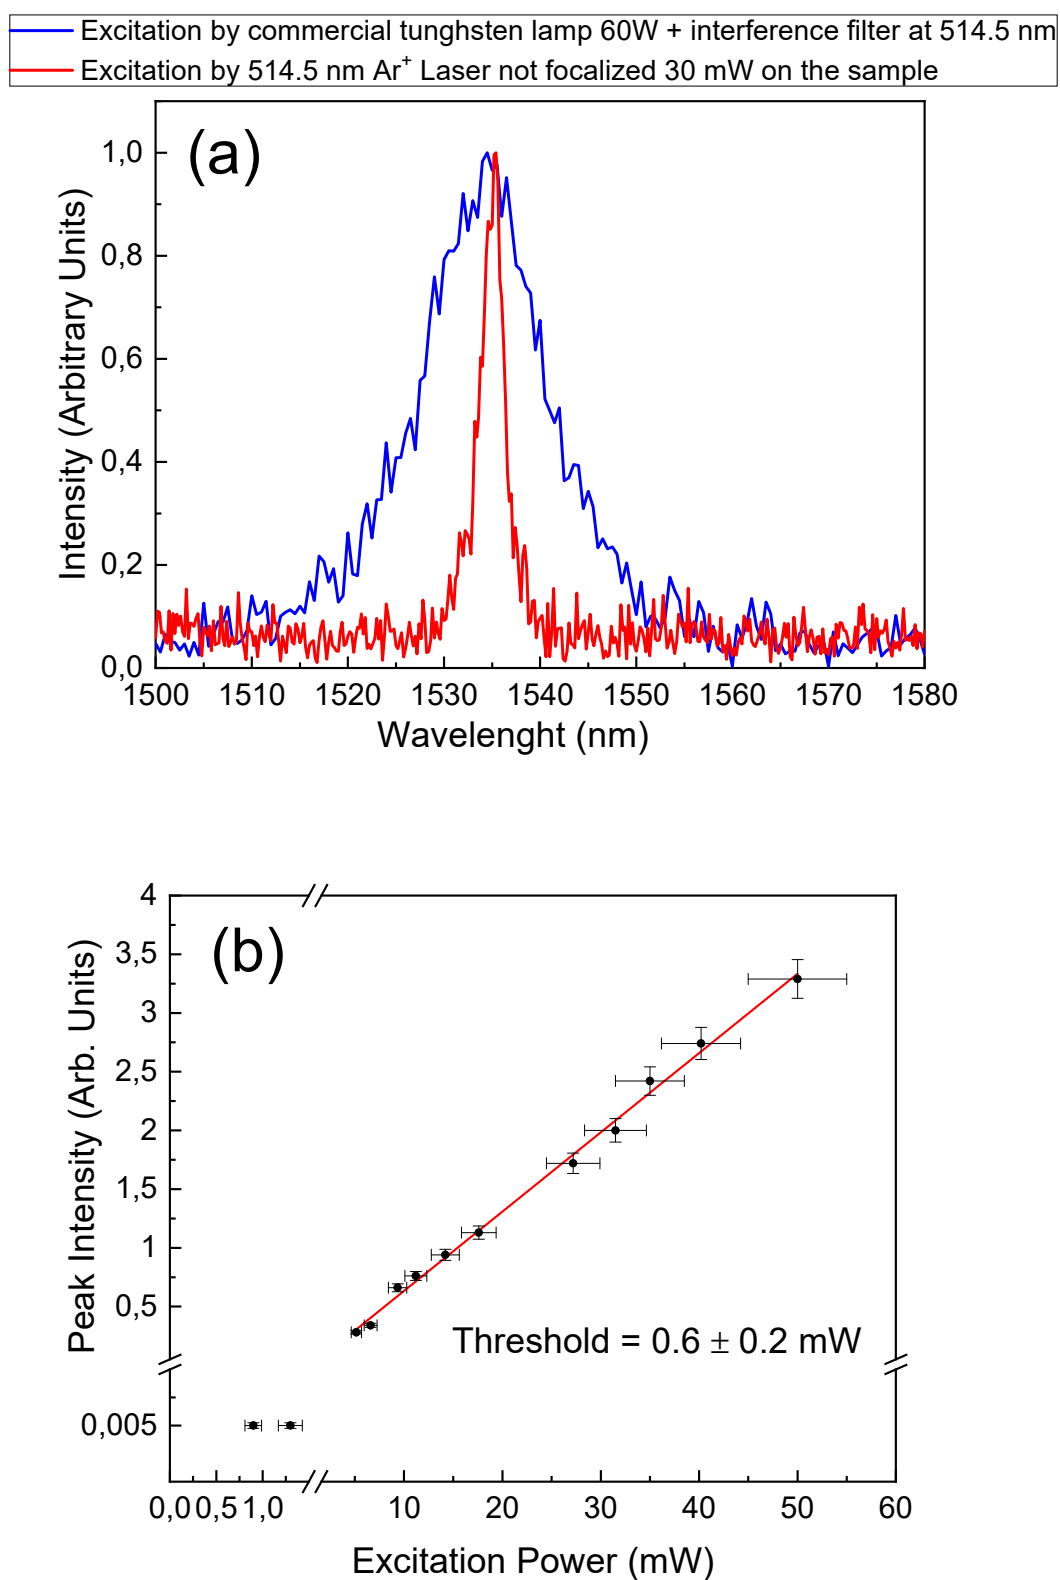 Excitation by commercial tunghsten lamp 60W + interference filter at 514.5 nm
Excitation by 514.5 nm Ar+ Laser not focalized 30 mW on the sample
(a)
Intensity (Arbitrary Units)
1,0
0,8
0,6
0,4
0,2
0,0
1500 1510 1520 1530 1540 1550 1560 1570 1580
Wavelenght (nm)
(b)
Peak Intensity (Arb. Units)
4
3,5
3
2,5
2
1,5
1
0,5
0,005
Threshold = 0.6 ± 0.2 mW
0,0 0,5 1,0 10 20 30 40 50 60
Excitation Power (mW)